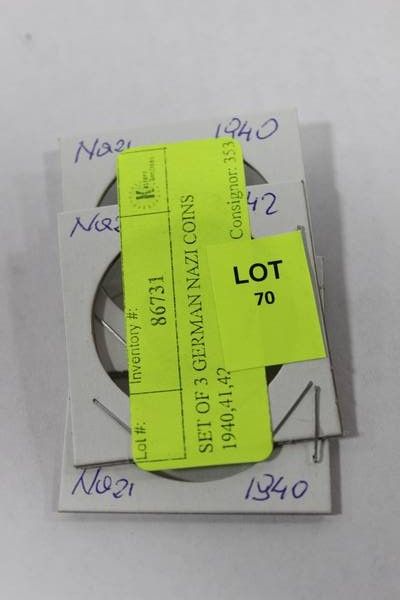 Nazi 1940
Naz 42
Lot #:
Inventory #:
86731
SET OF 3 GERMAN NAZI COINS
1940,41,42
Consignor: 353
LOT
70
Nazi 1940